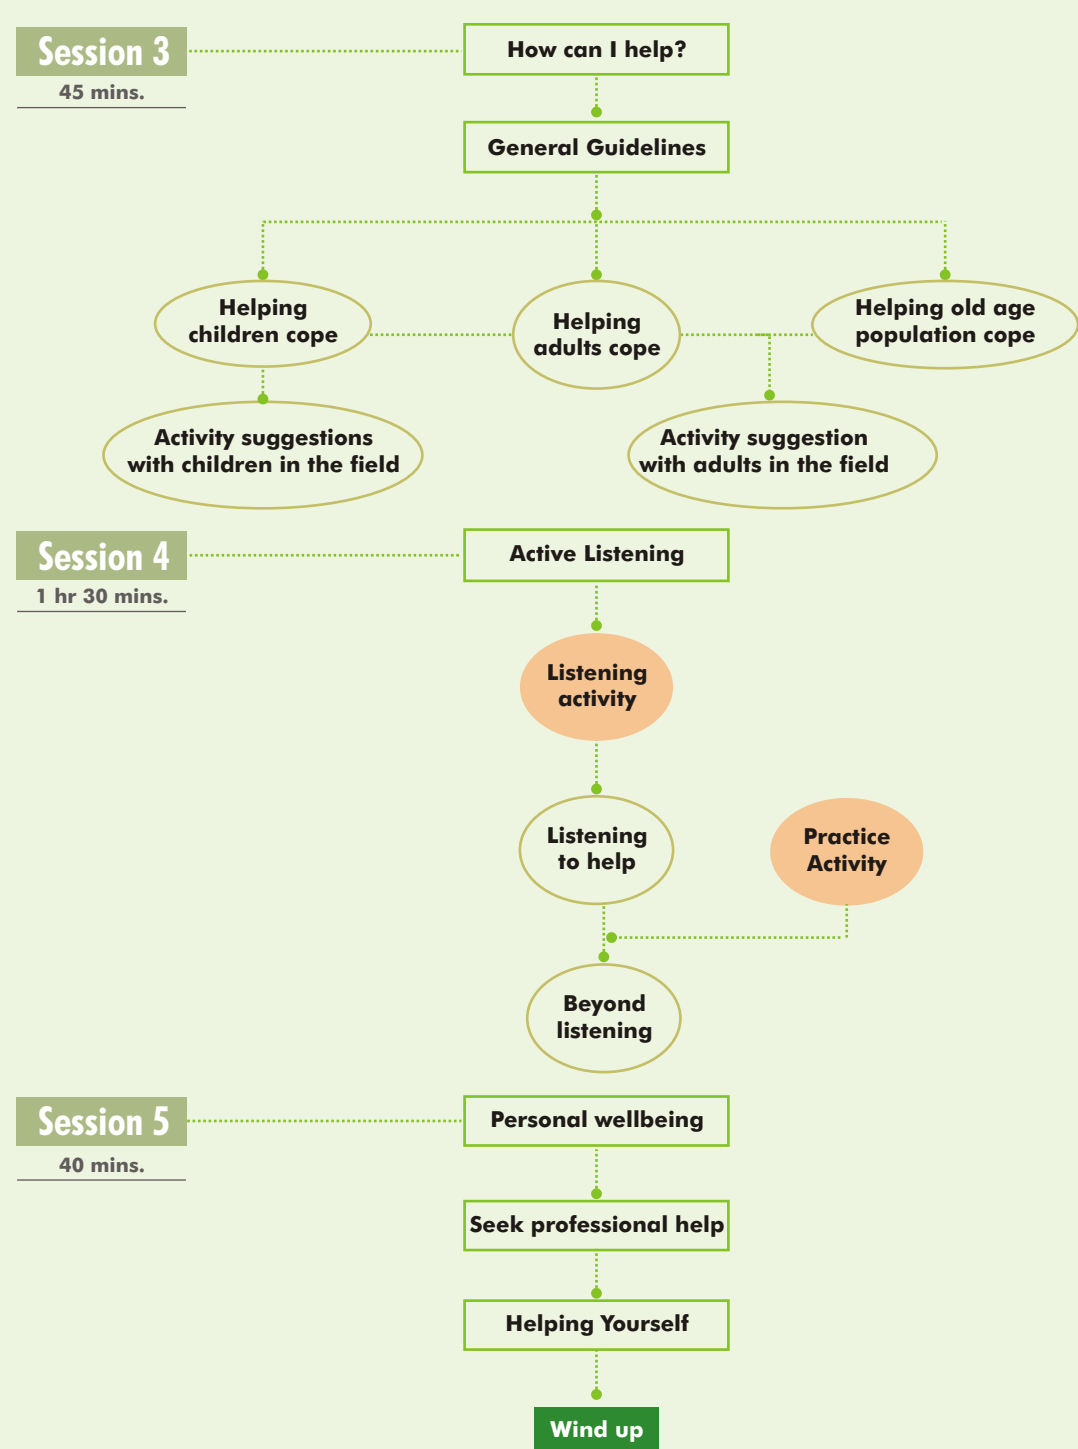 Session 3
45 mins.
How can I help?
General Guidelines
Helping
children cope
Helping
adults cope
Helping old age
population cope
Activity suggestions
with children in the field
Activity suggestion
with adults in the field
Session 4
1 hr 30 mins.
Active Listening
Listening
activity
Listening
to help
Practice
Activity
Beyond
listening
Session 5
40 mins.
Personal wellbeing
Seek professional help
Helping Yourself
Wind up